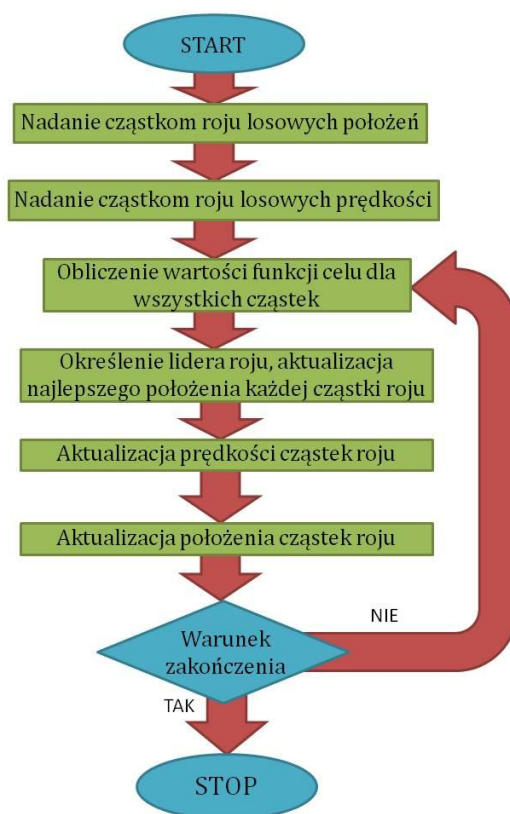 START
Nadanie cząstkom roju losowych położeń
Nadanie cząstkom roju losowych prędkości
Obliczenie wartości funkcji celu dla
wszystkich cząstek
Określenie lidera roju, aktualizacja
najlepszego położenia każdej cząstki roju
Aktualizacja prędkości cząstek roju
Aktualizacja położenia cząstek roju
Warunek
zakończenia
NIE
TAK
STOP